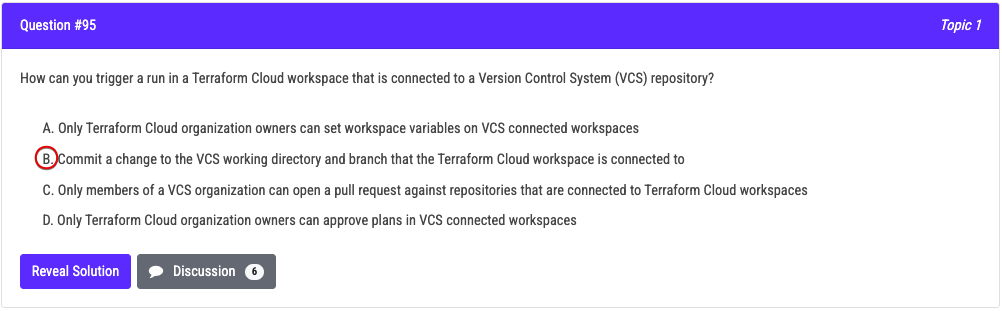 Question #95
Topic 1
How can you trigger a run in a Terraform Cloud workspace that is connected to a Version Control System (VCS) repository?
A. Only Terraform Cloud organization owners can set workspace variables on VCS connected workspaces
B. Commit a change to the VCS working directory and branch that the Terraform Cloud workspace is connected to
C. Only members of a VCS organization can open a pull request against repositories that are connected to Terraform Cloud workspaces
D. Only Terraform Cloud organization owners can approve plans in VCS connected workspaces
Reveal Solution
Discussion 6